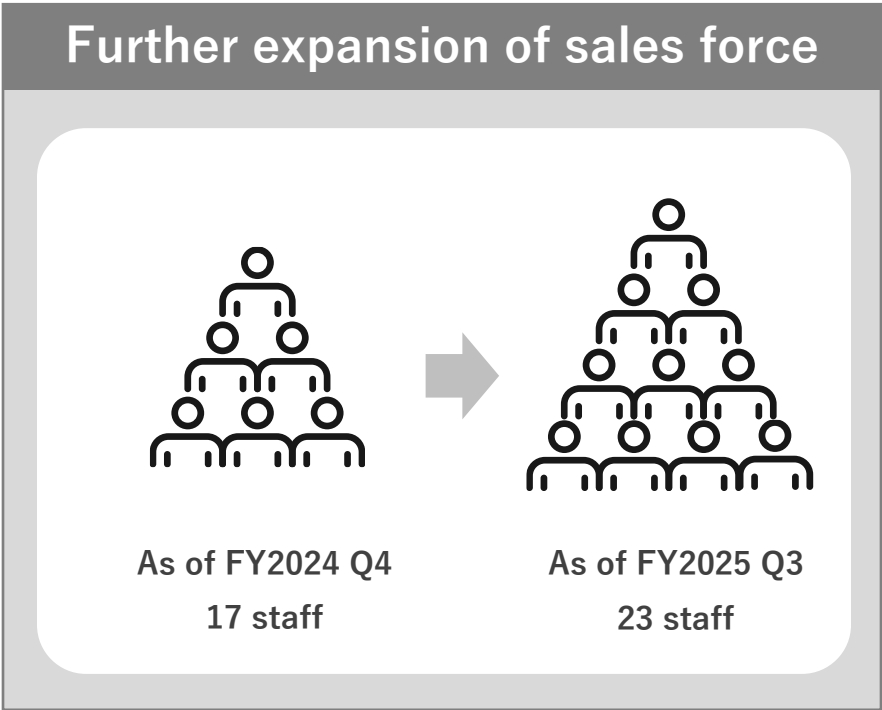 Further expansion of sales force
As of FY2024 Q4
17 staff
As of FY2025 Q3
23 staff